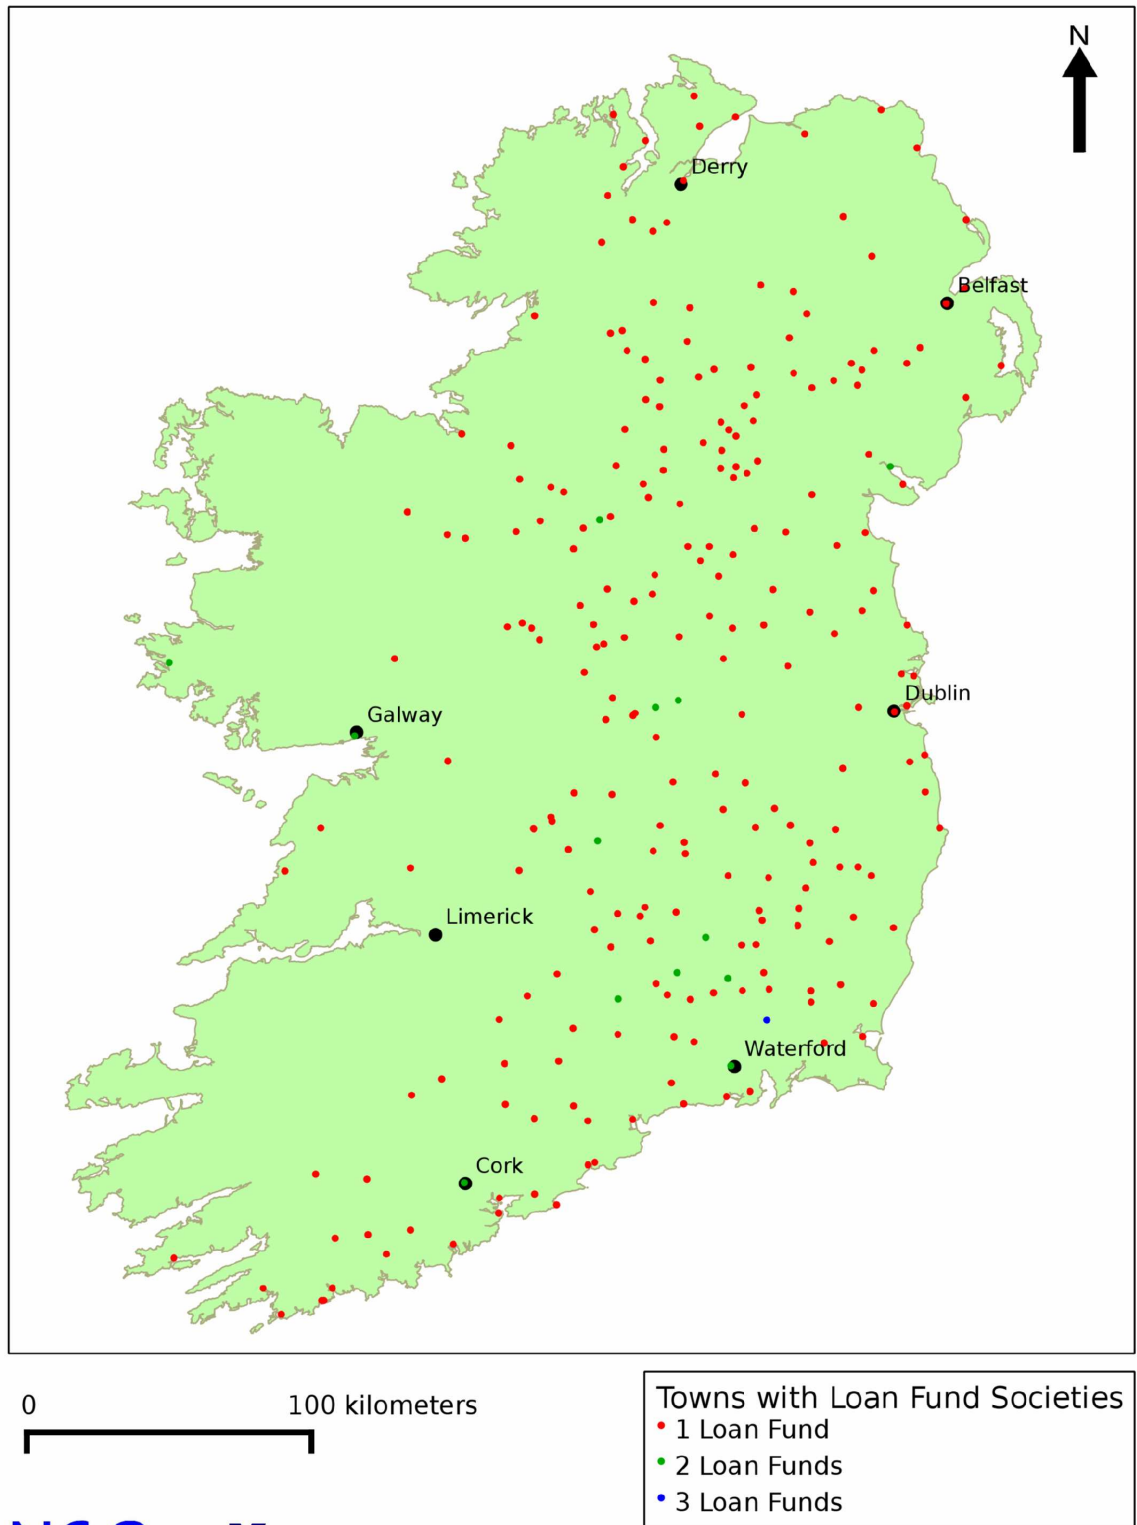 N
Derry
Belfast
Dublin
Galway
Limerick
Waterford
Cork
0 100 kilometers
Towns with Loan Fund Societies
1 Loan Fund
2 Loan Funds
3 Loan Funds